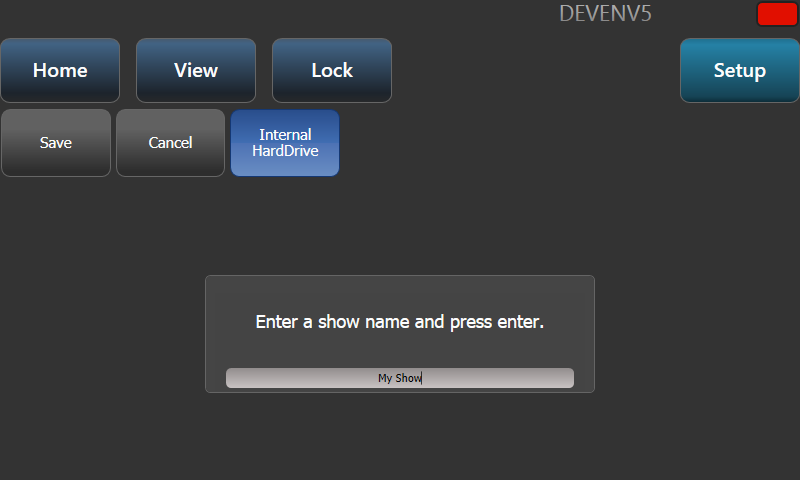 DEVENV5
Home
View
Lock
Setup
Save
Cancel
Internal
HardDrive
Enter a show name and press enter.
My Show